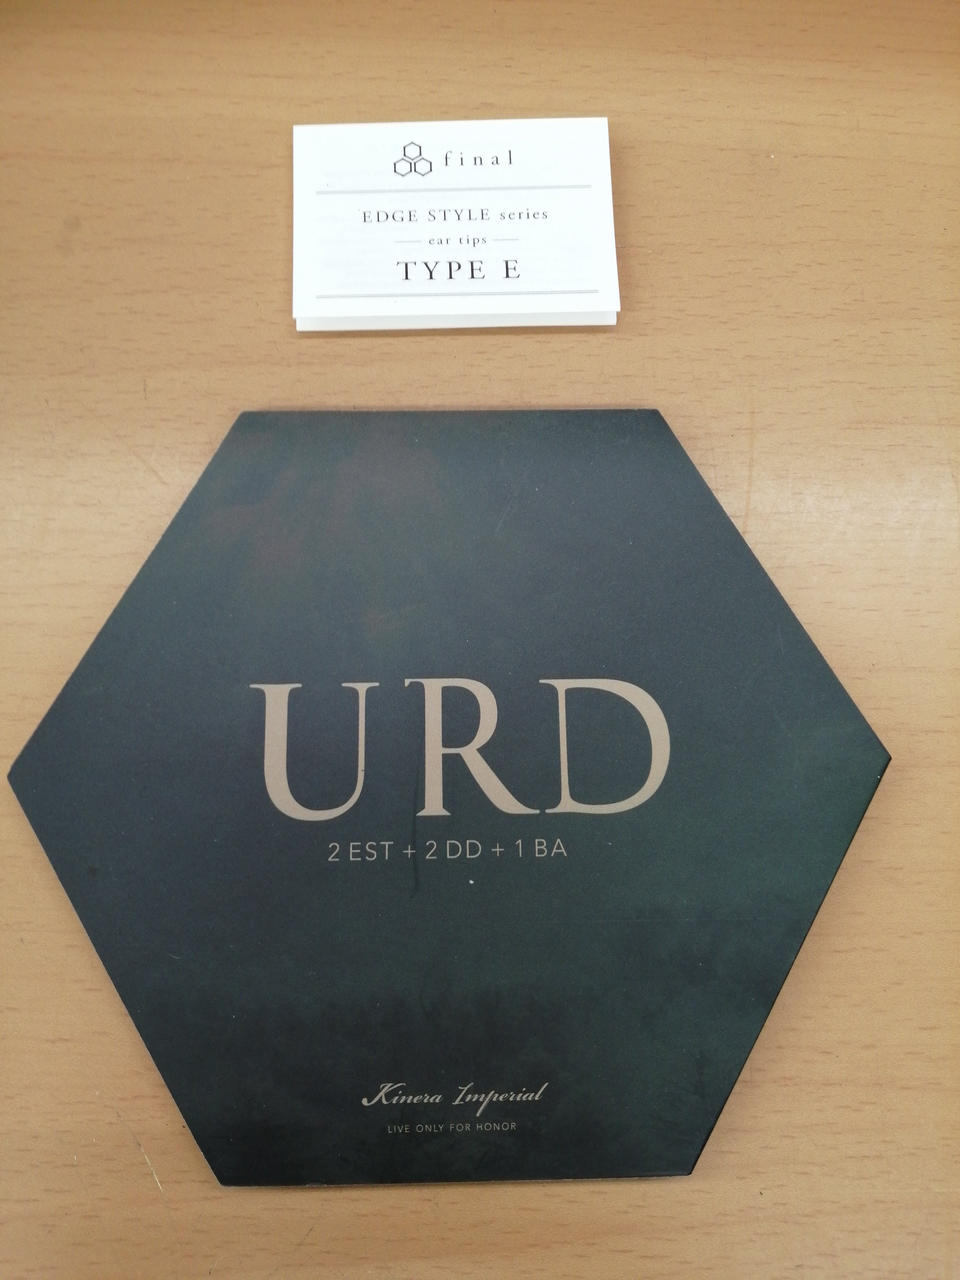 final
EDGE STYLE series
ear tips
TYPE E
URD
2 EST + 2 DD + 1 BA
Kinera Imperial
LIVE ONLY FOR HONOR